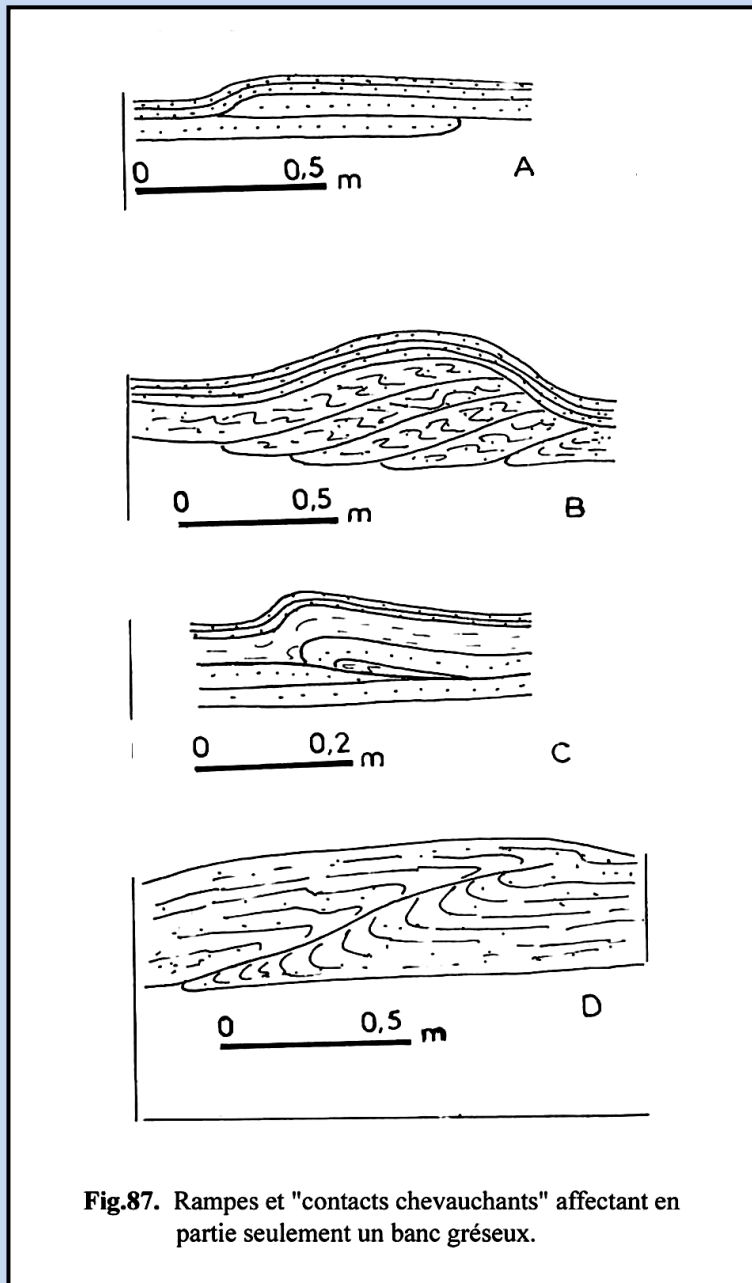 0 0,5 m A
0 0,5 m B
0 0,2 m C
0 0,5 m D
Fig.87. Rampes et "contacts chevauchants" affectant en
partie seulement un banc gréseux.